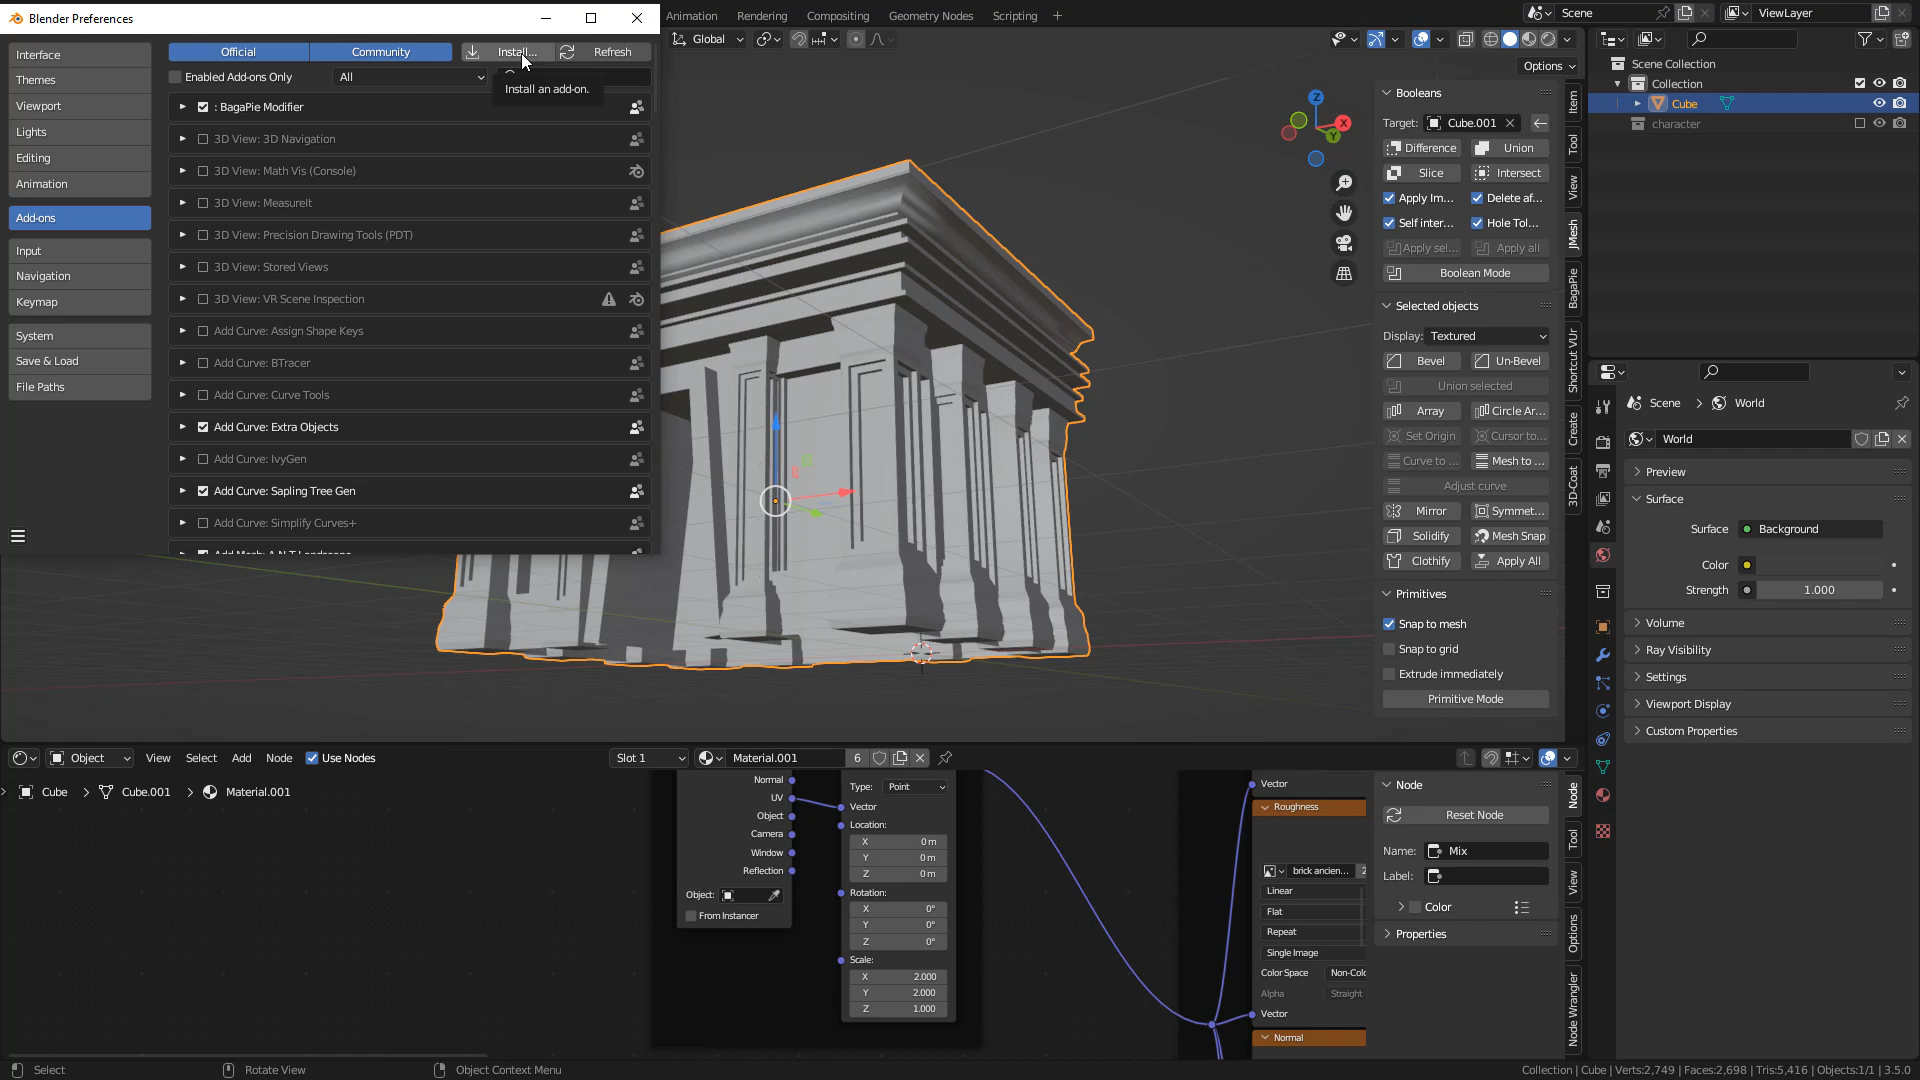 Blender Preferences
Interface
Themes
Viewport
Lights
Editing
Animation
Add-ons
Input
Navigation
Keymap
System
Save & Load
File Paths
Official
Community
Install...
Refresh
Enabled Add-ons Only
All
Install an add-on.
: BagaPie Modifier
3D View: 3D Navigation
3D View: Math Vis (Console)
3D View: MeasureIt
3D View: Precision Drawing Tools (PDT)
3D View: Stored Views
3D View: VR Scene Inspection
Add Curve: Assign Shape Keys
Add Curve: BTracer
Add Curve: Curve Tools
Add Curve: Extra Objects
Add Curve: IvyGen
Add Curve: Sapling Tree Gen
Add Curve: Simplify Curves+
Add Mesh: A.N.T.Landscape
Animation
Rendering
Compositing
Geometry Nodes
Scripting
+
Scene
ViewLayer
Global
Options
Z
X
Y
Booleans
Target:
Cube.001
Difference
Union
Slice
Intersect
Apply Im...
Delete af...
Self inter...
Hole Tol...
Apply sel...
Apply all
Boolean Mode
Selected objects
Display:
Textured
Bevel
Un-Bevel
Union selected
Array
Circle Ar...
Set Origin
Cursor to...
Curve to ...
Mesh to ...
Adjust curve
Mirror
Symmet...
Solidify
Mesh Snap
Clothify
Apply All
Primitives
Snap to mesh
Snap to grid
Extrude immediately
Primitive Mode
Item
Tool
View
JMesh
BagaPie
Shortcut VUr
Create
3D-Coat
Scene Collection
Collection
Cube
character
Scene
World
World
Preview
Surface
Surface
Background
Color
Strength
1.000
Volume
Ray Visibility
Settings
Viewport Display
Custom Properties
Object
View
Select
Add
Node
Use Nodes
Slot 1
Material.001
6
Cube
Cube.001
Material.001
Normal
UV
Object
Camera
Window
Reflection
Object:
From Instancer
Type:
Point
Vector
Location:
X 0 m
Y 0 m
Z 0 m
Rotation:
X 0°
Y 0°
Z 0°
Scale:
X 2.000
Y 2.000
Z 1.000
Vector
Roughness
brick ancien...
2
Linear
Flat
Repeat
Single Image
Color Space
Non-Colo
Alpha
Straight
Vector
Normal
Node
Reset Node
Name:
Mix
Label:
Color
Properties
Node
Tool
View
Options
Node Wrangler
Select
Rotate View
Object Context Menu
Collection | Cube | Verts:2,749 | Faces:2,698 | Tris:5,416 | Objects:1/1 | 3.5.0